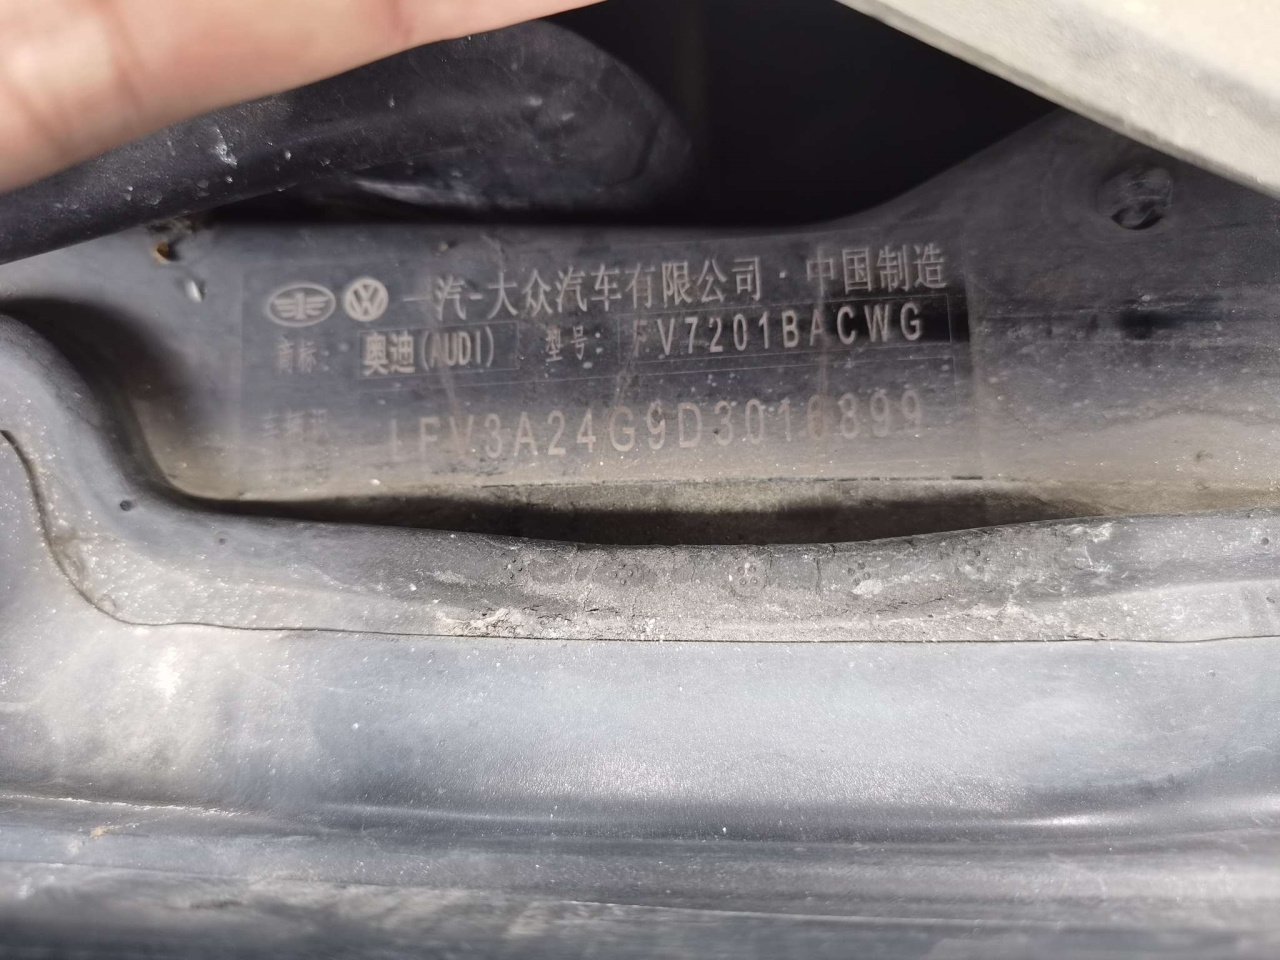 一汽-大众汽车有限公司·中国制造
商标: 奥迪(AUDI) 型号: FV7201BACWG
LFV3A24G9D3016899